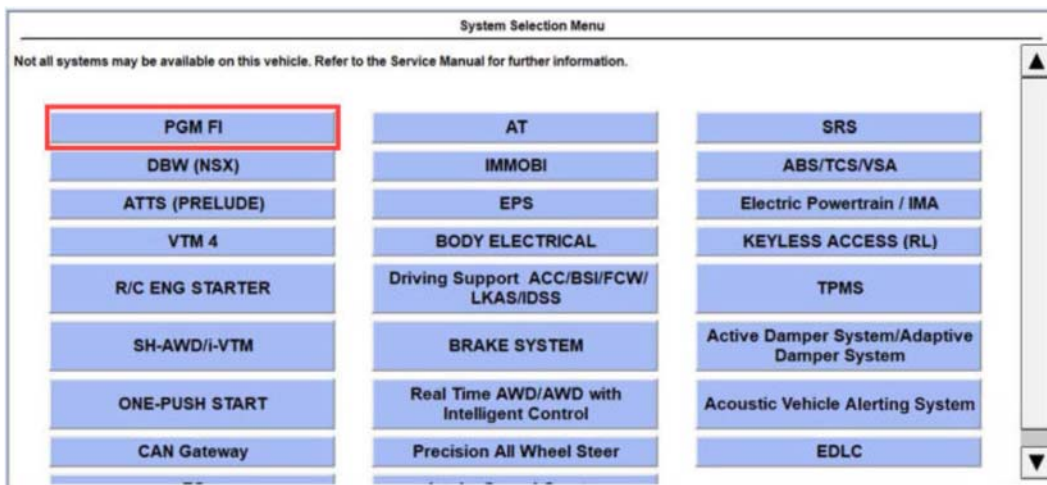 System Selection Menu
Not all systems may be available on this vehicle. Refer to the Service Manual for further information.
PGM FI
AT
SRS
DBW (NSX)
IMMOBI
ABS/TCS/VSA
ATTS (PRELUDE)
EPS
Electric Powertrain / IMA
VTM 4
BODY ELECTRICAL
KEYLESS ACCESS (RL)
R/C ENG STARTER
Driving Support ACC/BSI/FCW/
LKAS/IDSS
TPMS
SH-AWD/i-VTM
BRAKE SYSTEM
Active Damper System/Adaptive
Damper System
ONE-PUSH START
Real Time AWD/AWD with
Intelligent Control
Acoustic Vehicle Alerting System
CAN Gateway
Precision All Wheel Steer
EDLC